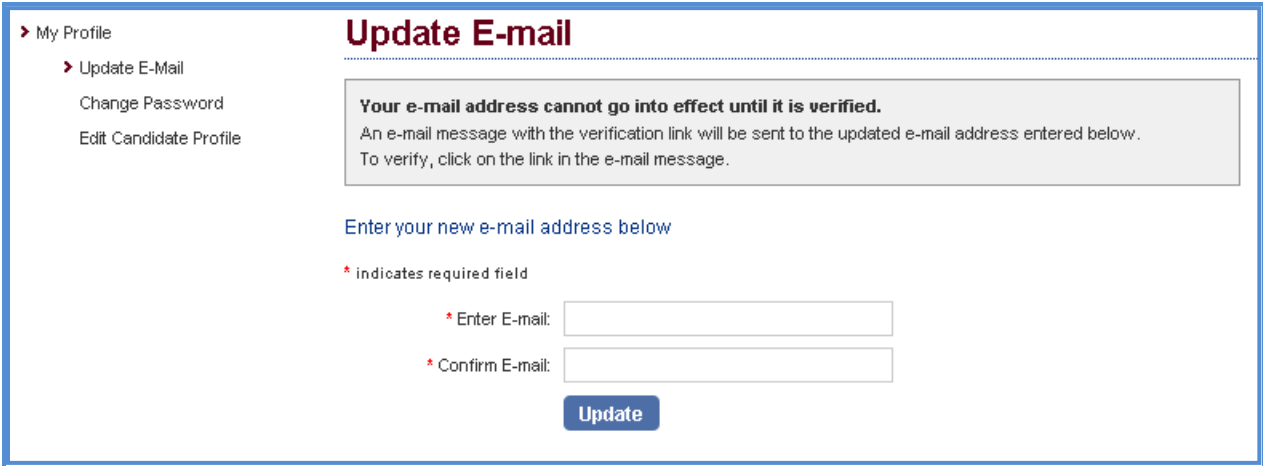 My Profile
Update E-Mail
Change Password
Edit Candidate Profile
Update E-mail
Your e-mail address cannot go into effect until it is verified.
An e-mail message with the verification link will be sent to the updated e-mail address entered below.
To verify, click on the link in the e-mail message.
Enter your new e-mail address below
* indicates required field
* Enter E-mail:
* Confirm E-mail:
Update